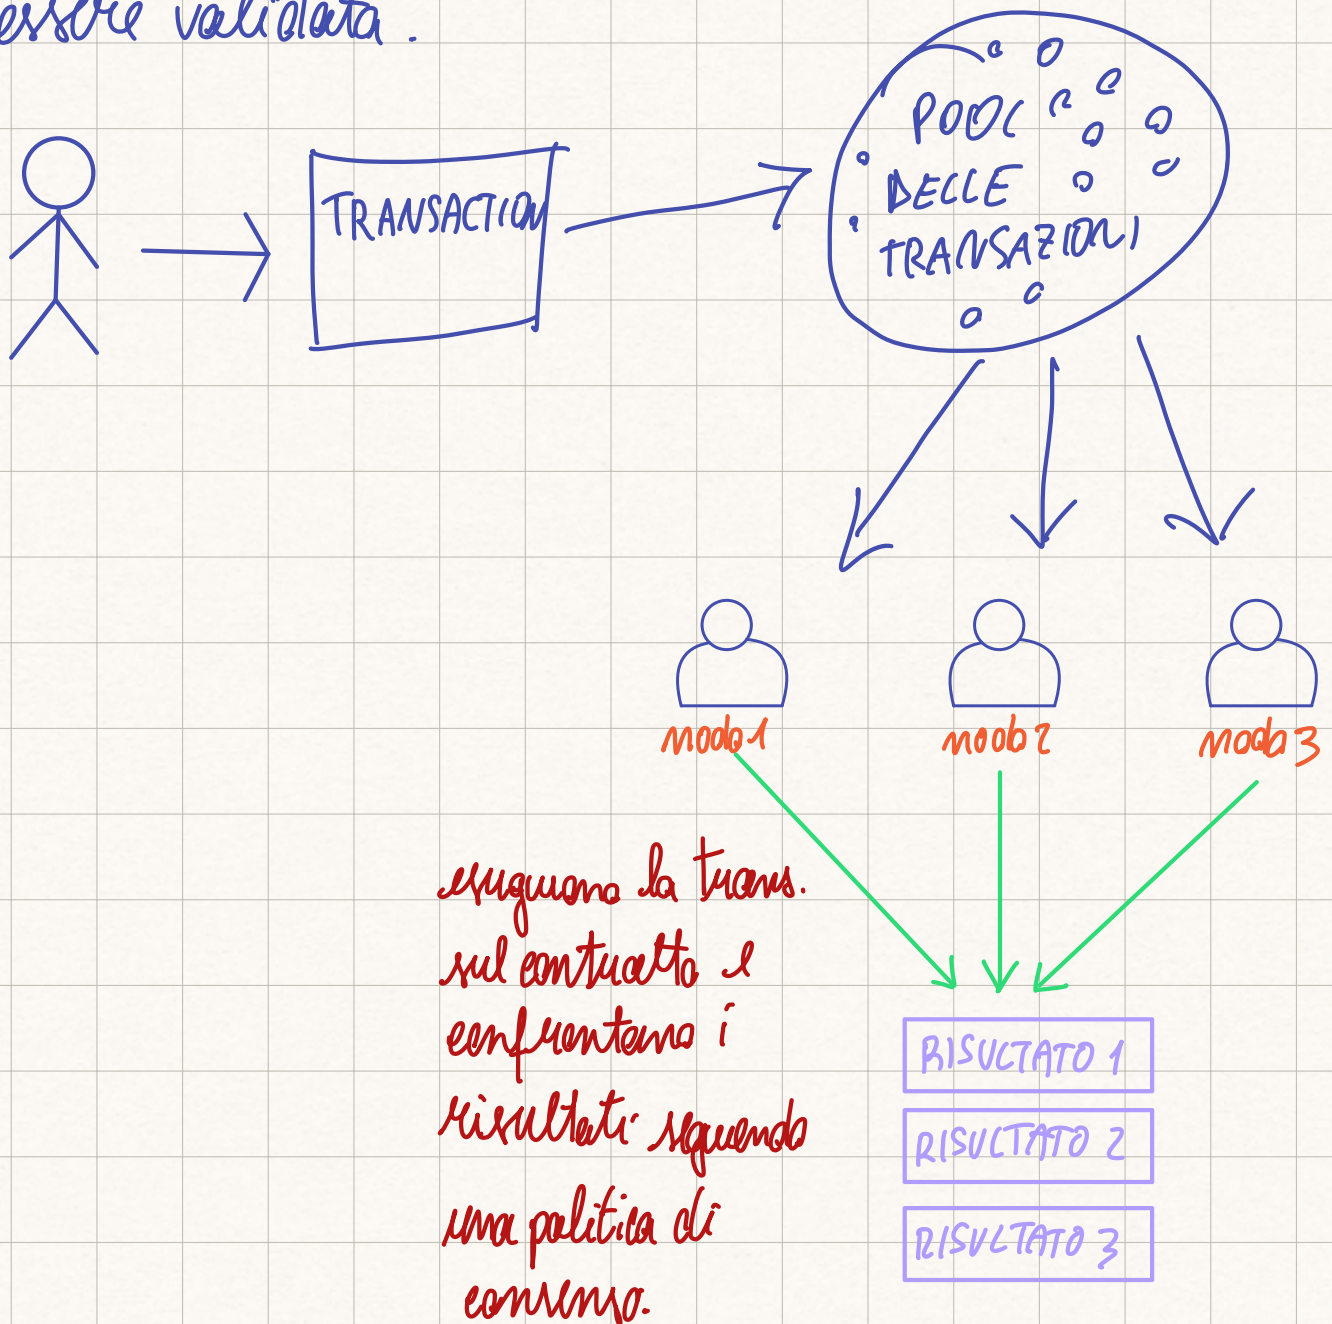 essere validata.
TRANSACTION
POOL
DELLE
TRANSAZIONI
nodo 1
nodo 2
nodo 3
eseguono la trans.
sul contratto e
confrontano i
risultati seguendo
una politica di
consenso.
RISULTATO 1
RISULTATO 2
RISULTATO 3